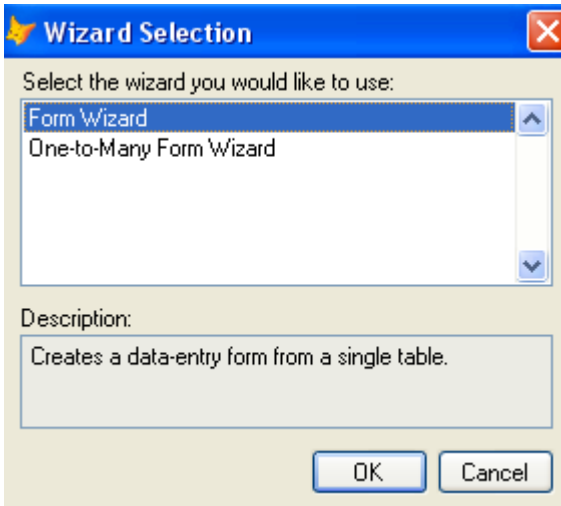 Wizard Selection
Select the wizard you would like to use:
Form Wizard
One-to-Many Form Wizard
Description:
Creates a data-entry form from a single table.
OK Cancel